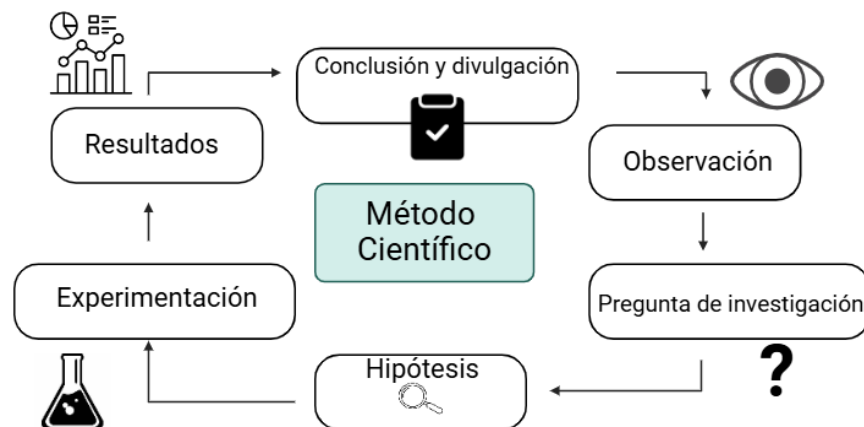 Conclusión y divulgación
Resultados
Observación
Método
Científico
Experimentación
Pregunta de investigación
Hipótesis
?